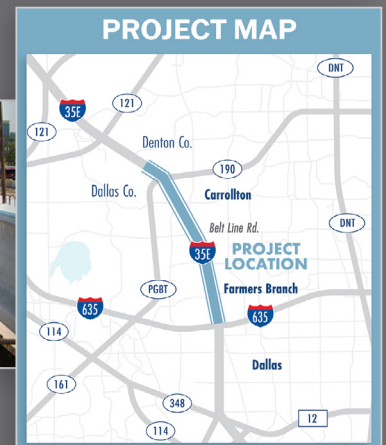 PROJECT MAP
DNT
35E
121
121
Denton Co.
190
Dallas Co.
Carrollton
DNT
Belt Line Rd.
35E
PROJECT
LOCATION
PGBT
Farmers Branch
635
635
114
Dallas
161
348
12
114